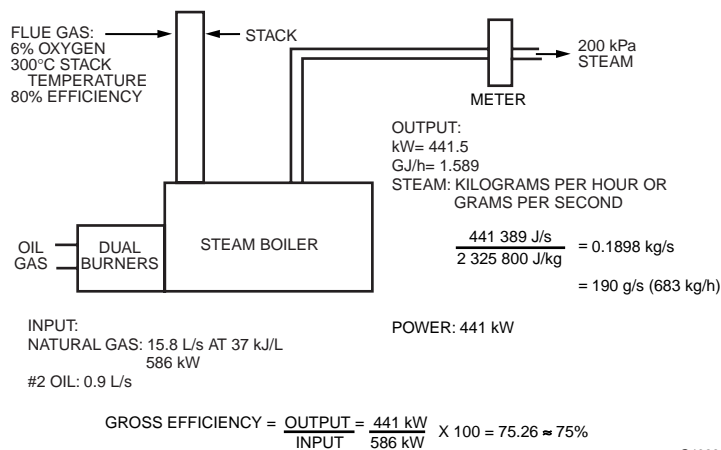 FLUE GAS:
6% OXYGEN
300°C STACK
TEMPERATURE
80% EFFICIENCY
STACK
200 kPa
STEAM
METER
OUTPUT:
kW= 441.5
GJ/h= 1.589
STEAM: KILOGRAMS PER HOUR OR
GRAMS PER SECOND
441 389 J/s
2 325 800 J/kg
= 0.1898 kg/s
= 190 g/s (683 kg/h)
OIL
GAS
DUAL
BURNERS
STEAM BOILER
INPUT:
NATURAL GAS: 15.8 L/s AT 37 kJ/L
586 kW
#2 OIL: 0.9 L/s
POWER: 441 kW
GROSS EFFICIENCY = OUTPUT = 441 kW X 100 = 75.26 ≈ 75%
INPUT 586 kW